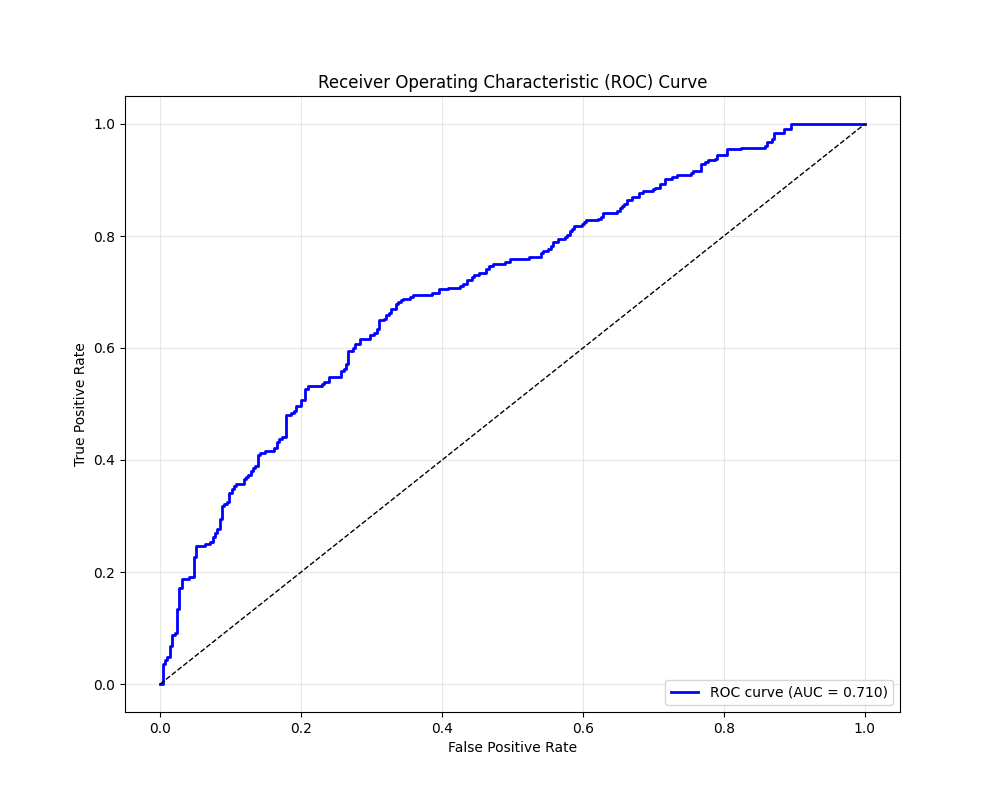 Receiver Operating Characteristic (ROC) Curve
1.0
0.8
0.6
0.4
0.2
0.0
True Positive Rate
0.0 0.2 0.4 0.6 0.8 1.0
False Positive Rate
ROC curve (AUC = 0.710)